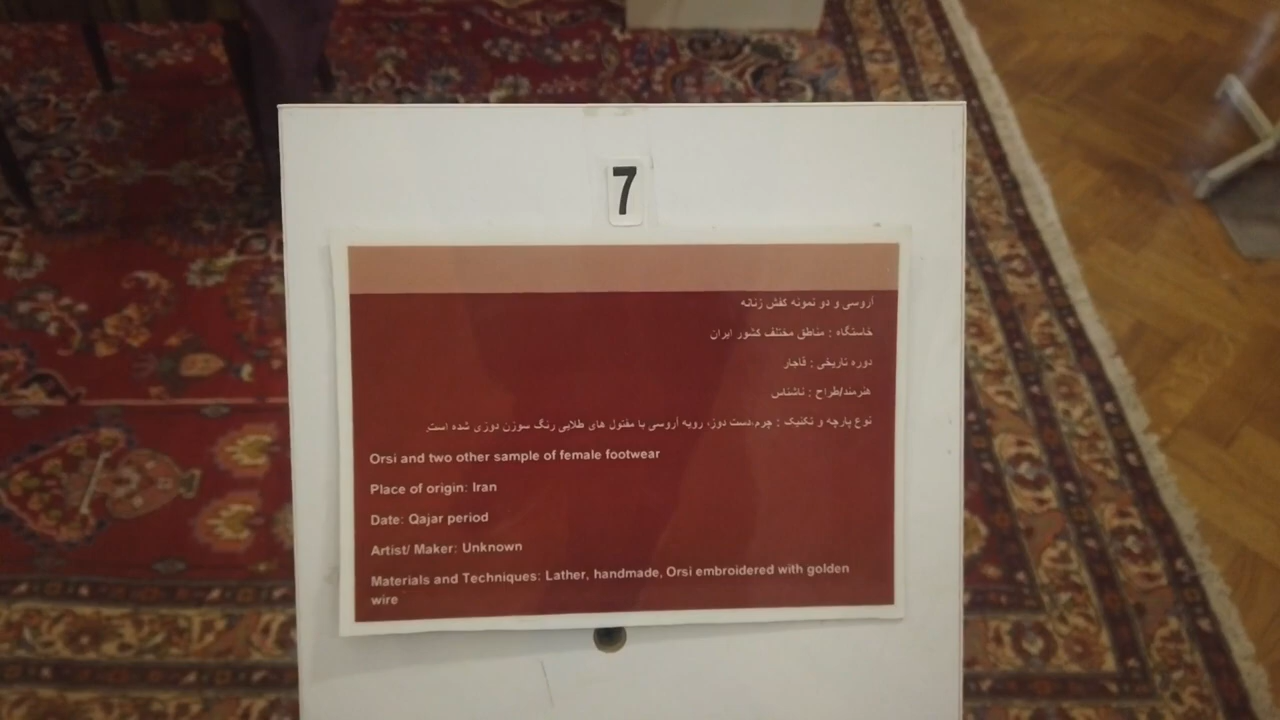 7
اُروسی و دو نمونه کفش زنانه
خاستگاه : مناطق مختلف کشور ایران
دوره تاریخی : قاجار
هنرمند/طراح : ناشناس
نوع پارچه و تکنیک : چرم،دست دوز، رویه اُروسی با مفتول های طلایی رنگ سوزن دوزی شده است.
Orsi and two other sample of female footwear
Place of origin: Iran
Date: Qajar period
Artist/ Maker: Unknown
Materials and Techniques: Lather, handmade, Orsi embroidered with golden
wire